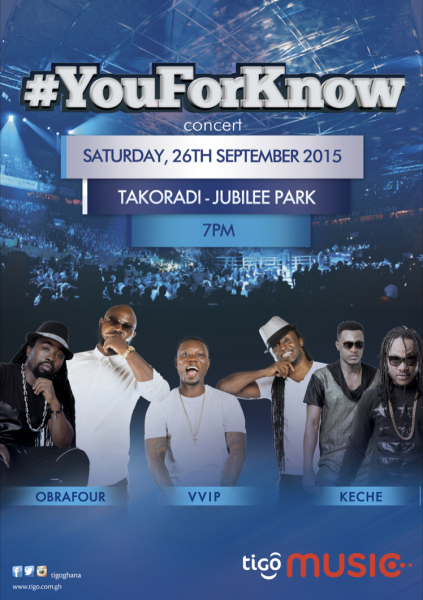 #YouForKnow
concert
SATURDAY, 26TH SEPTEMBER 2015
TAKORADI - JUBILEE PARK
7PM
OBRAFOUR
VVIP
KECHE
tigoghana
www.tigo.com.gh
tigo MUSIC